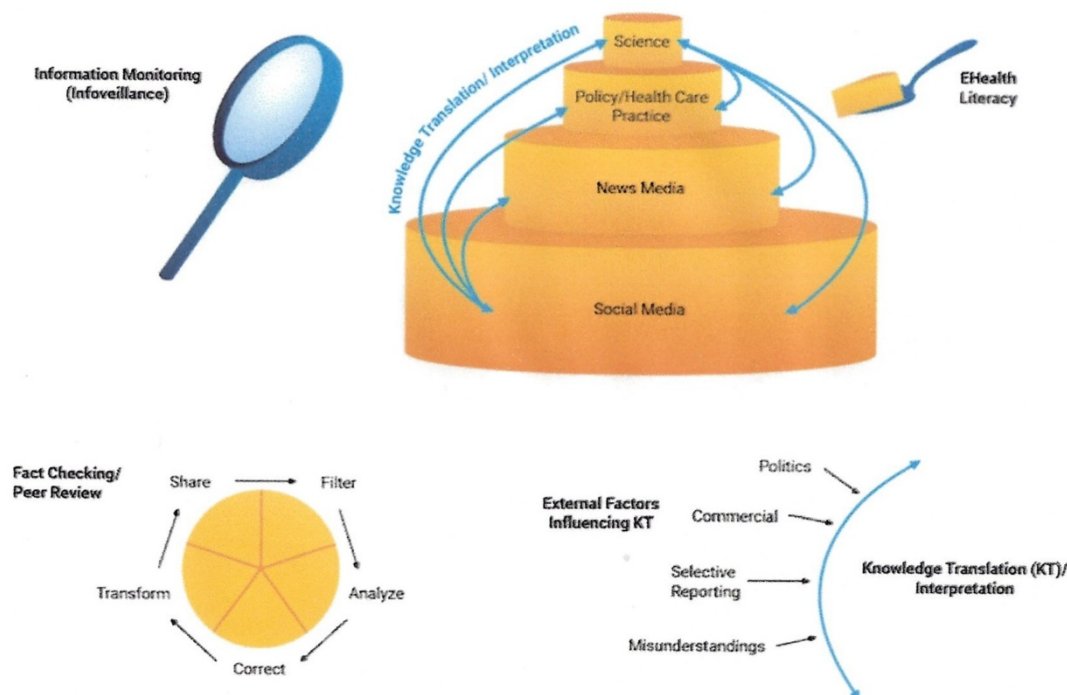 Information Monitoring
(Infoveillance)
Knowledge Translation/ Interpretation
Science
Policy/Health Care
Practice
News Media
Social Media
EHealth
Literacy
Fact Checking/
Peer Review
Share
Filter
Analyze
Correct
Transform
External Factors
Influencing KT
Politics
Commercial
Selective
Reporting
Misunderstandings
Knowledge Translation (KT)/
Interpretation